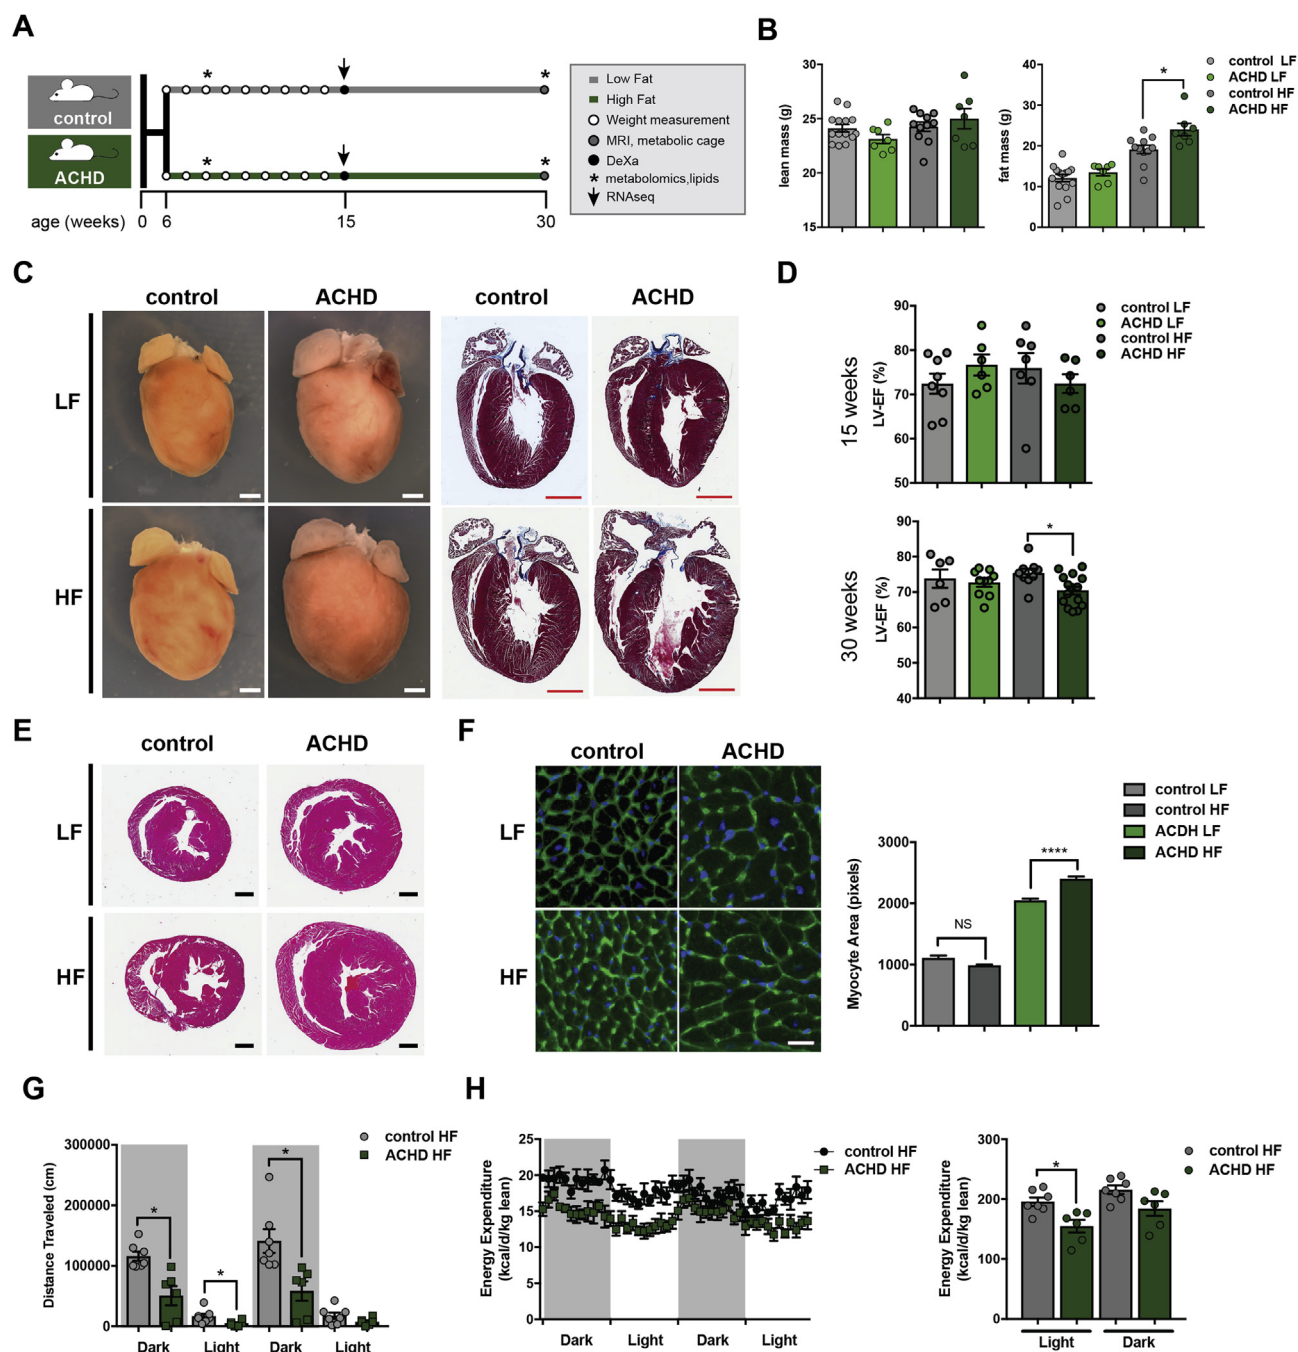 A
control
ACHD
age (weeks)
0
6
15
30
*
*
*
*
Low Fat
High Fat
Weight measurement
MRI, metabolic cage
DeXa
* metabolomics,lipids
RNAseq
B
lean mass (g)
30
25
20
15
fat mass (g)
40
30
20
10
0
*
control LF
ACHD LF
control HF
ACHD HF
C
control
ACHD
control
ACHD
LF
HF
D
15 weeks
LV-EF (%)
90
80
70
60
50
control LF
ACHD LF
control HF
ACHD HF
30 weeks
LV-EF (%)
90
80
70
60
50
40
*
E
control
ACHD
LF
HF
F
control
ACHD
LF
HF
Myocyte Area (pixels)
3000
2000
1000
0
NS
****
control LF
control HF
ACDH LF
ACHD HF
G
Distance Traveled (cm)
300000
200000
100000
0
*
*
*
Dark
Light
Dark
Light
control HF
ACHD HF
H
Energy Expenditure
(kcal/d/kg lean)
25
20
15
10
5
0
Dark
Light
Dark
Light
control HF
ACHD HF
Energy Expenditure
(kcal/d/kg lean)
300
200
100
0
*
Light
Dark
control HF
ACHD HF